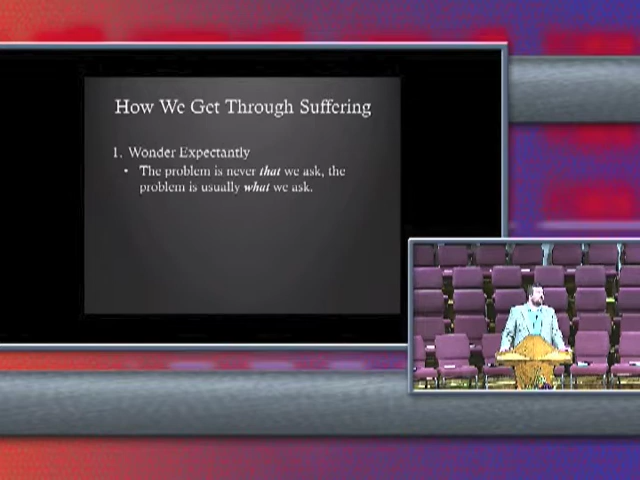 How We Get Through Suffering
1. Wonder Expectantly
• The problem is never that we ask, the
problem is usually what we ask.